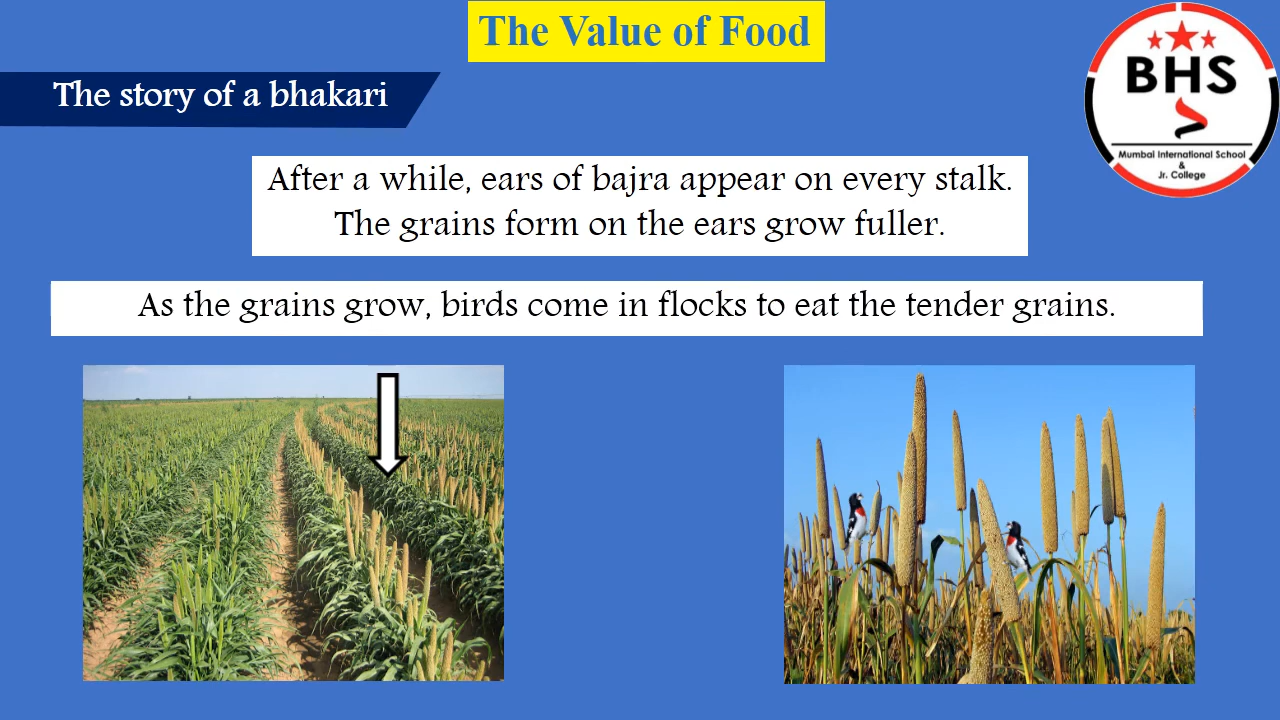 The Value of Food
The story of a bhakari
BHS
Mumbai International School
&
Jr. College
After a while, ears of bajra appear on every stalk.
The grains form on the ears grow fuller.
As the grains grow, birds come in flocks to eat the tender grains.